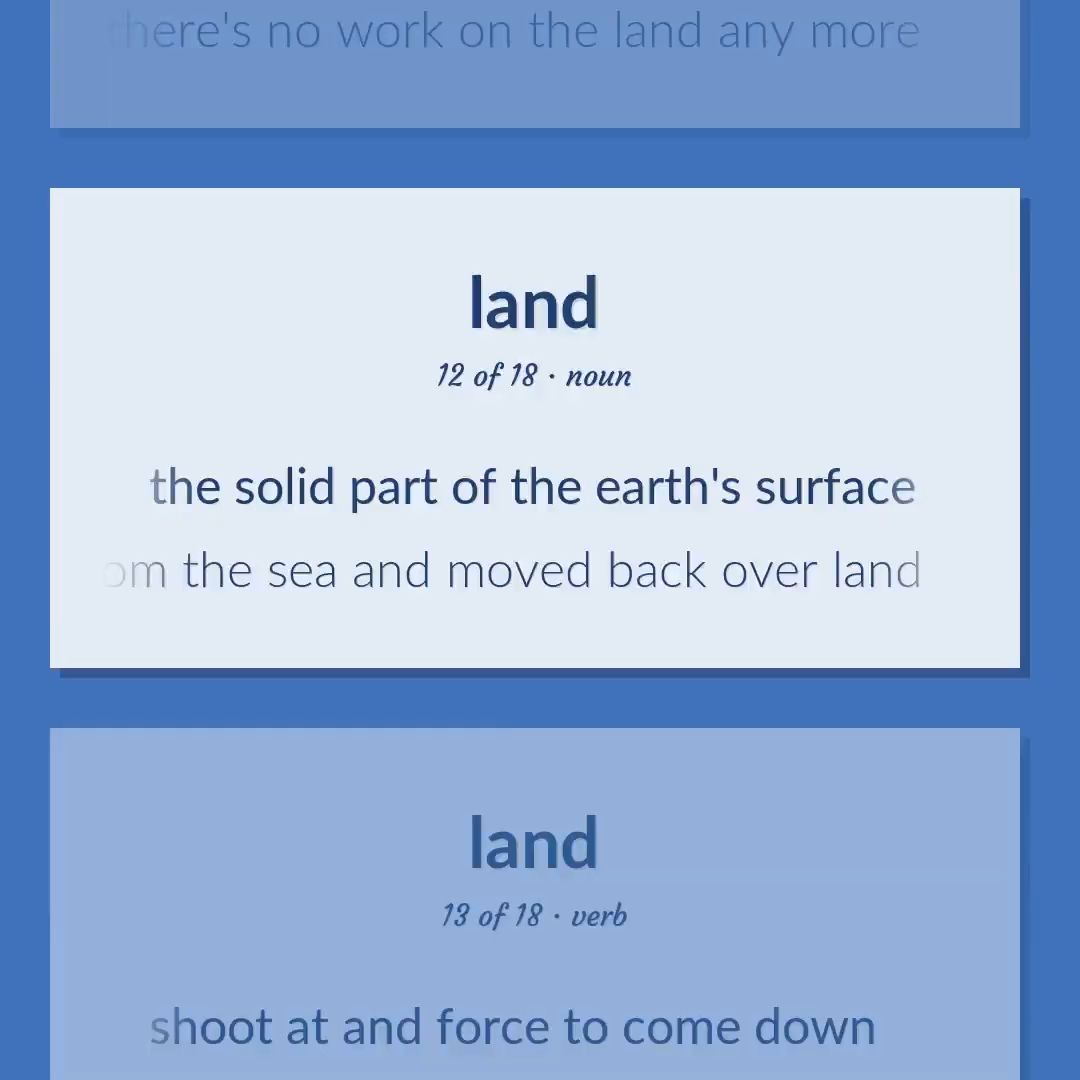 there's no work on the land any more
land
12 of 18 · noun
the solid part of the earth's surface
om the sea and moved back over land
land
13 of 18 · verb
shoot at and force to come down